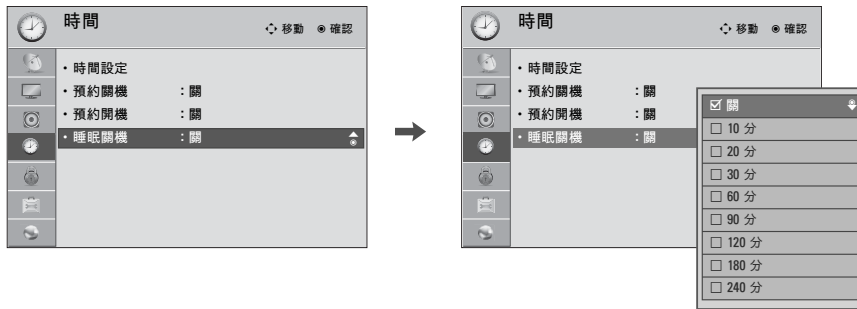 時間 移動 確認
・時間設定
・預約關機 :關
・預約開機 :關
・睡眠關機 :關
時間 移動 確認
・時間設定
・預約關機 :關
・預約開機 :關
・睡眠關機 :關
☑ 關
□ 10 分
□ 20 分
□ 30 分
□ 60 分
□ 90 分
□ 120 分
□ 180 分
□ 240 分